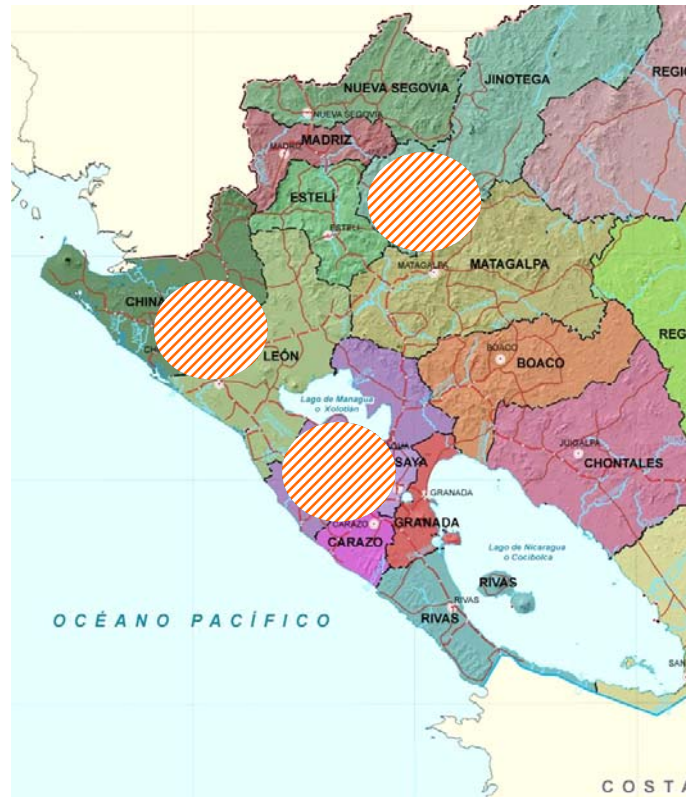 REGI
NUEVA SEGOVIA
JINOTEGA
NUEVA SEGOVIA
MADRIZ
MADRIZ
ESTELÍ
ESTELÍ
MATAGALPA
MATAGALPA
CHINA
REG
LEÓN
BOACO
BOACO
Lago de Managua
o Xolotlán
JUIGALPA
CHONTALES
SAYA
GRANADA
CARAZO
GRANADA
CARAZO
Lago de Nicaragua
o Cocibolca
RIVAS
RIVAS
RIVAS
OCÉANO PACÍFICO
SAN
COSTA